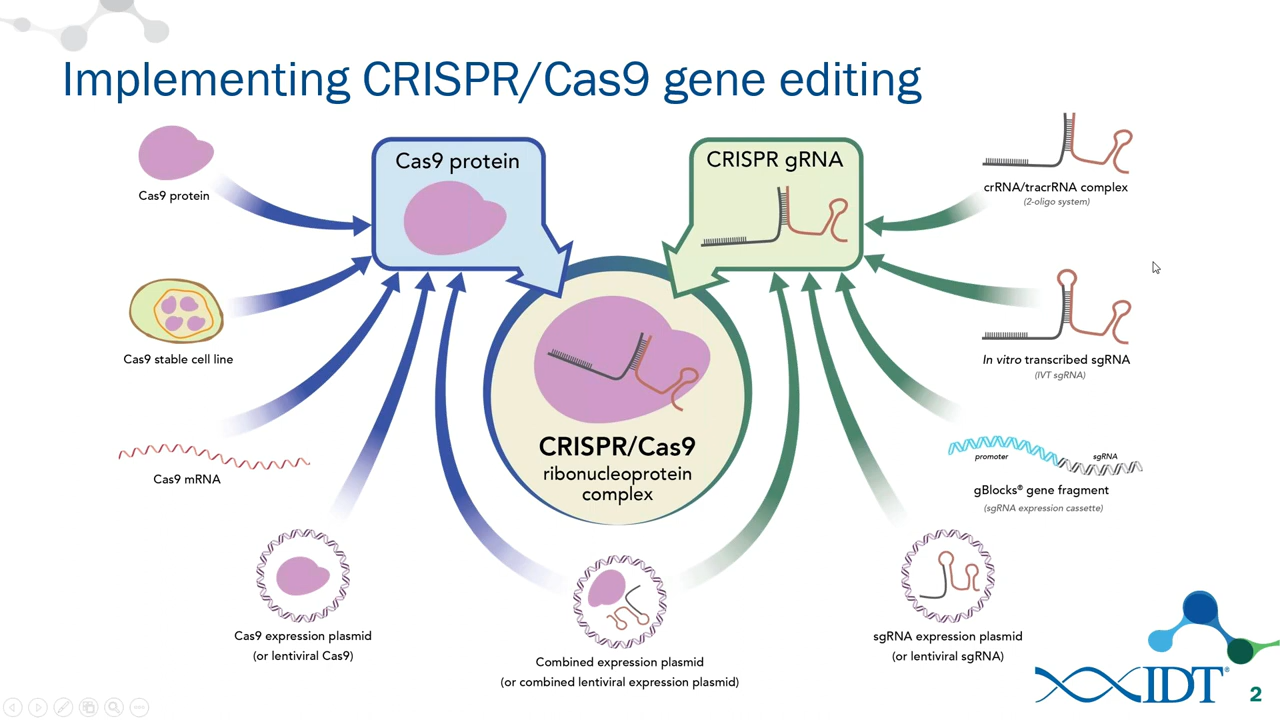 Implementing CRISPR/Cas9 gene editing
Cas9 protein
Cas9 protein
Cas9 stable cell line
Cas9 mRNA
Cas9 expression plasmid
(or lentiviral Cas9)
CRISPR/Cas9
ribonucleoprotein
complex
Combined expression plasmid
(or combined lentiviral expression plasmid)
CRISPR gRNA
crRNA/tracrRNA complex
(2-oligo system)
In vitro transcribed sgRNA
(IVT sgRNA)
promoter
sgRNA
gBlocks® gene fragment
(sgRNA expression cassette)
sgRNA expression plasmid
(or lentiviral sgRNA)
IDT®
2